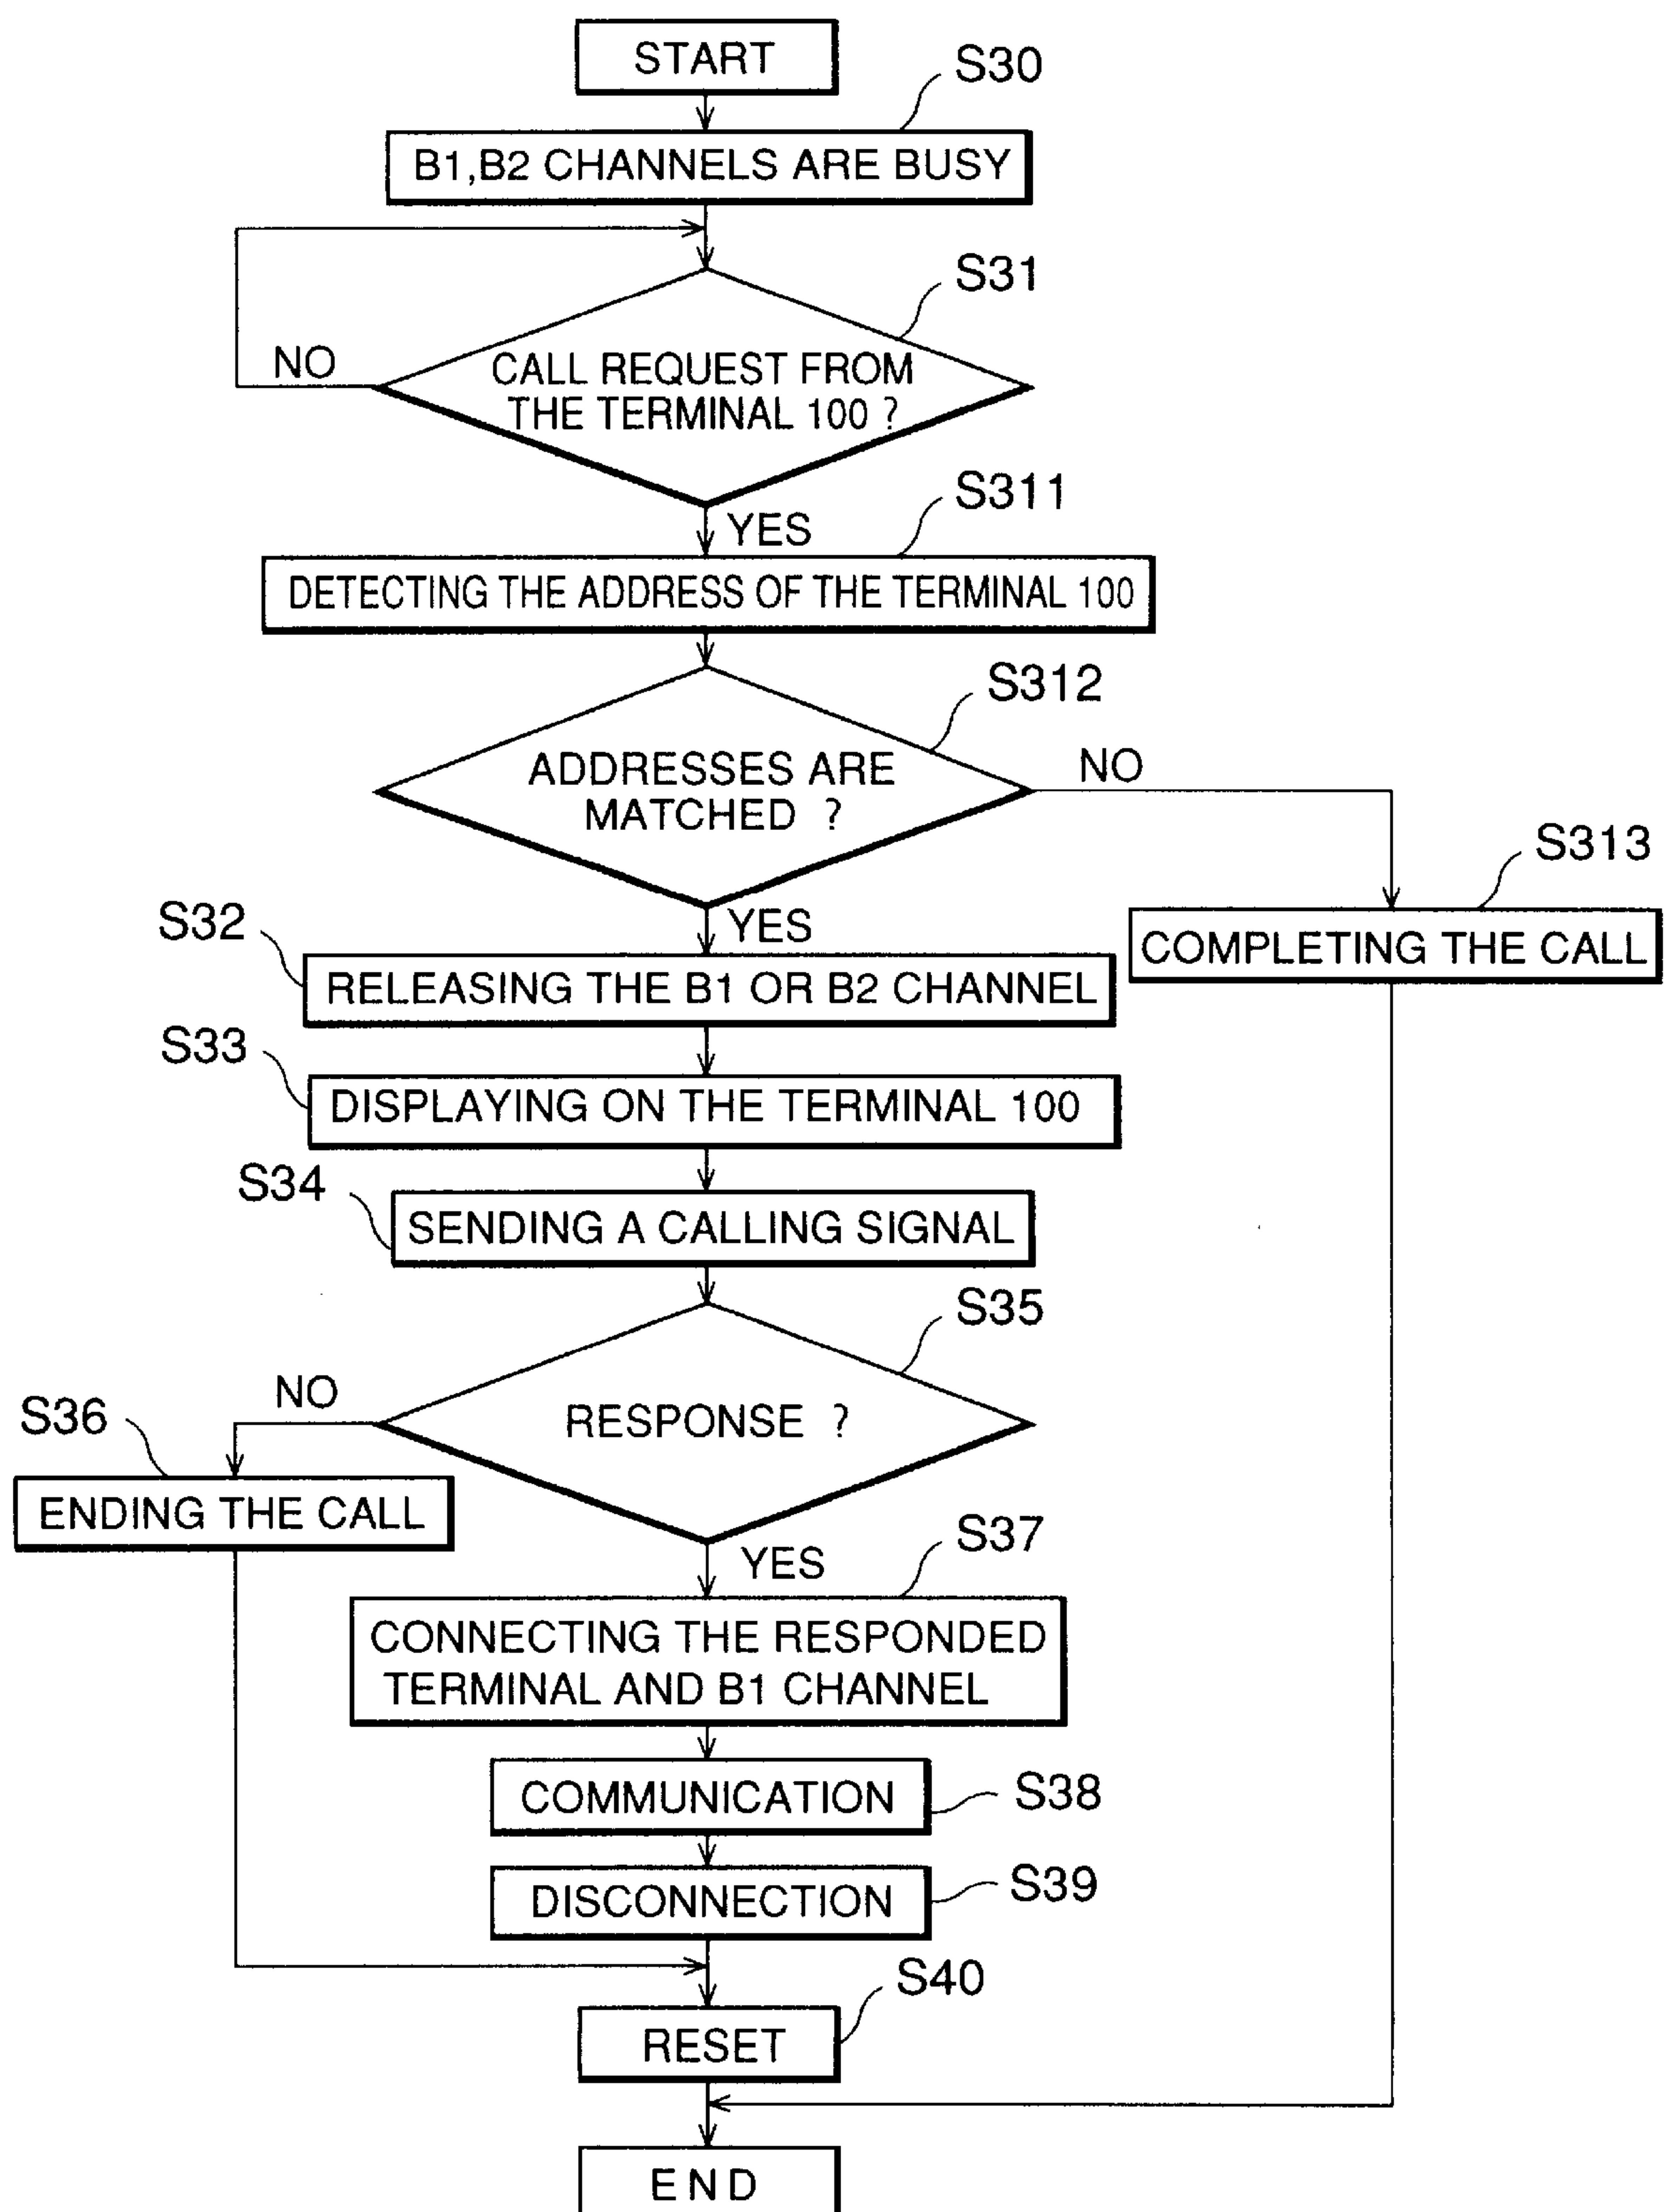 START
S30
B1,B2 CHANNELS ARE BUSY
S31
NO
CALL REQUEST FROM
THE TERMINAL 100 ?
S311
YES
DETECTING THE ADDRESS OF THE TERMINAL 100
S312
ADDRESSES ARE
MATCHED ?
NO
S313
COMPLETING THE CALL
YES
S32
RELEASING THE B1 OR B2 CHANNEL
S33
DISPLAYING ON THE TERMINAL 100
S34
SENDING A CALLING SIGNAL
S35
NO
RESPONSE ?
S36
ENDING THE CALL
S37
YES
CONNECTING THE RESPONDED
TERMINAL AND B1 CHANNEL
COMMUNICATION
S38
DISCONNECTION
S39
S40
RESET
END